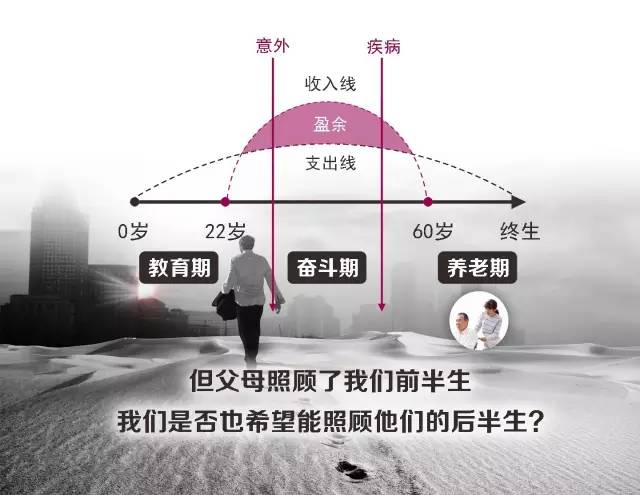 意外
疾病
收入线
盈余
支出线
0岁
22岁
60岁
终生
教育期
奋斗期
养老期
但父母照顾了我们前半生
我们是否也希望能照顾他们的后半生?